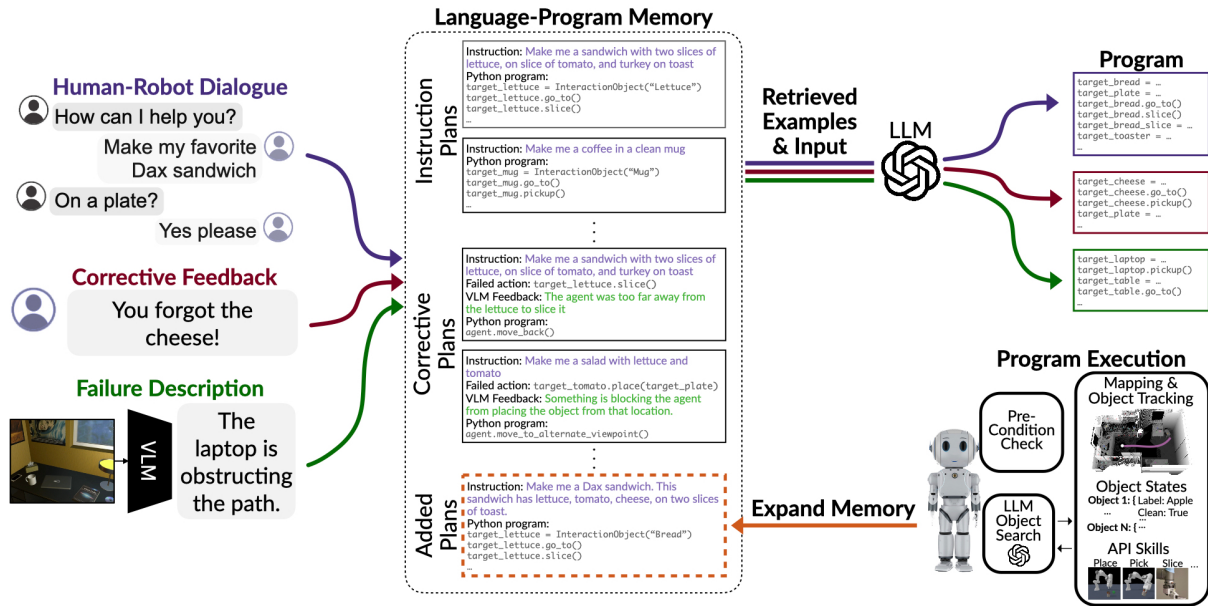 Language-Program Memory
Human-Robot Dialogue
How can I help you?
Make my favorite
Dax sandwich
On a plate?
Yes please
Corrective Feedback
You forgot the
cheese!
Failure Description
VLM
The
laptop is
obstructing
the path.
Instruction
Plans
Instruction: Make me a sandwich with two slices of
lettuce, on slice of tomato, and turkey on toast
Python program:
target_lettuce = InteractionObject("Lettuce")
target_lettuce.go_to()
target_lettuce.slice()
…
Instruction: Make me a coffee in a clean mug
Python program:
target_mug = InteractionObject("Mug")
target_mug.go_to()
target_mug.pickup()
…
Corrective
Plans
Instruction: Make me a sandwich with two slices of
lettuce, on slice of tomato, and turkey on toast
Failed action: target_lettuce.slice()
VLM Feedback: The agent was too far away from
the lettuce to slice it
Python program:
agent.move_back()
Instruction: Make me a salad with lettuce and
tomato
Failed action: target_tomato.place(target_plate)
VLM Feedback: Something is blocking the agent
from placing the object from that location.
Python program:
agent.move_to_alternate_viewpoint()
Added
Plans
Instruction: Make me a Dax sandwich. This
sandwich has lettuce, tomato, cheese, on two slices
of toast.
Python program:
target_lettuce = InteractionObject("Bread")
target_lettuce.go_to()
target_lettuce.slice()
…
Retrieved
Examples
& Input
LLM
Program
target_bread = …
target_plate = …
target_bread.go_to()
target_bread.slice()
target_bread_slice = …
target_toaster = …
…
target_cheese = …
target_cheese.go_to()
target_cheese.pickup()
target_plate = …
…
target_laptop = …
target_laptop.pickup()
target_table = …
target_table.go_to()
…
Expand Memory
Program Execution
Pre-
Condition
Check
LLM
Object
Search
Mapping &
Object Tracking
Object States
Object 1: { Label: Apple
… Clean: True
Object N: { …
API Skills
Place Pick Slice …